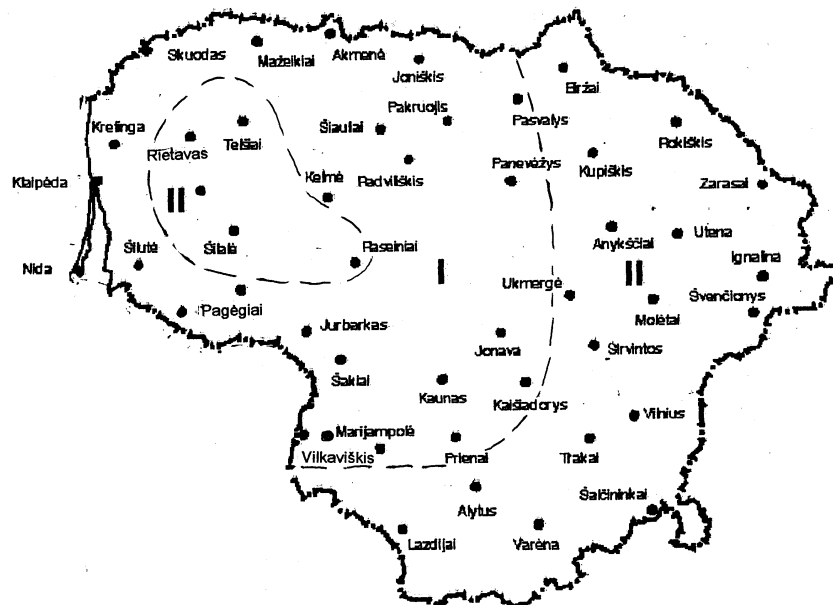 Skuodas
Mažeikiai
Akmenė
Joniškis
Biržai
Pakruojis
Pasvalys
Kretinga
Rietavas
Telšiai
Šiauliai
Rokiškis
Radviliškis
Panevėžys
Kupiškis
Klaipėda
Kelmė
Zarasai
II
Šilutė
Šilalė
Raseiniai
Anykščiai
Utena
Nida
I
II
Ignalina
Ukmergė
Švenčionys
Pagėgiai
Molėtai
Jurbarkas
Jonava
Širvintos
Šakiai
Kaunas
Kaišiadorys
Vilnius
Marijampolė
Vilkaviškis
Prienai
Trakai
Šalčininkai
Alytus
Lazdijai
Varėna